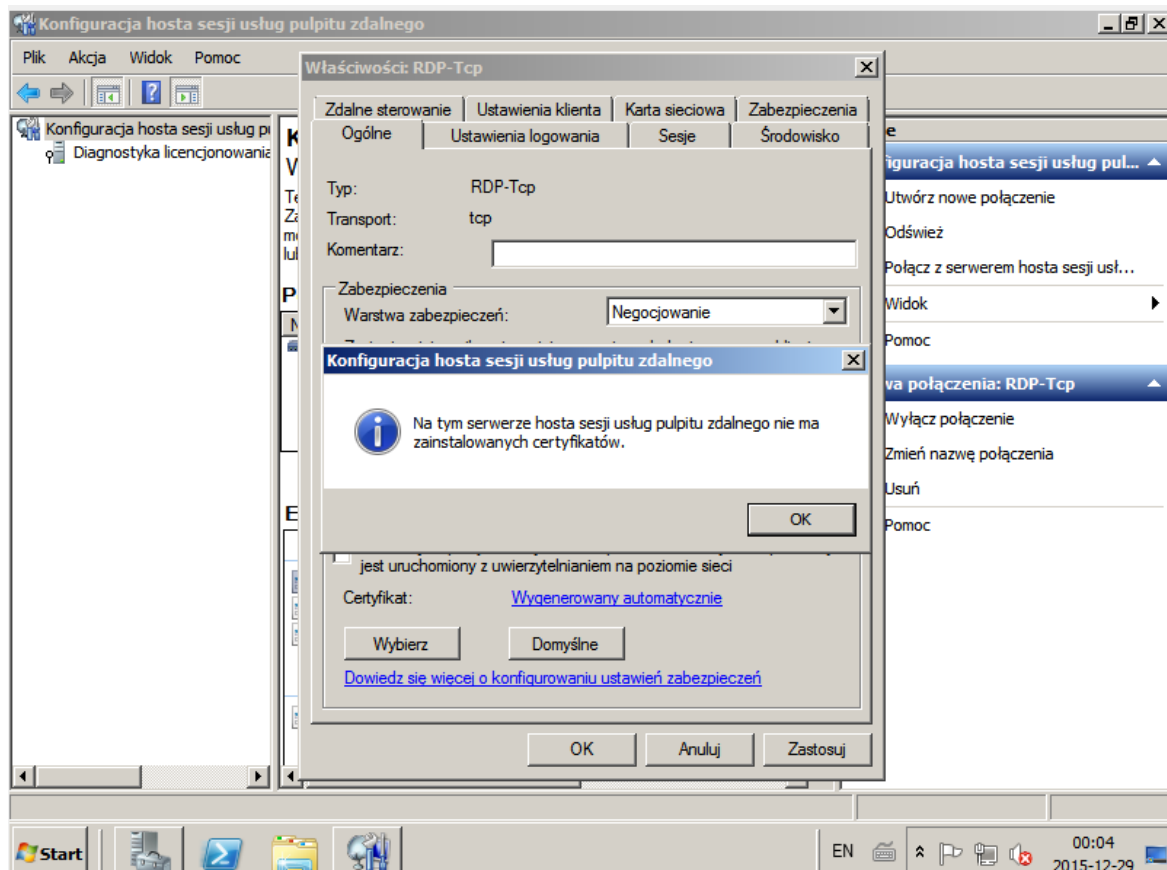 Konfiguracja hosta sesji usług pulpitu zdalnego
Plik Akcja Widok Pomoc
Konfiguracja hosta sesji usług
Diagnostyka licencjonowania
Właściwości: RDP-Tcp
Zdalne sterowanie Ustawienia klienta Karta sieciowa Zabezpieczenia
Ogólne Ustawienia logowania Sesje Środowisko
Typ: RDP-Tcp
Transport: tcp
Komentarz:
Zabezpieczenia
Warstwa zabezpieczeń: Negocjowanie
Konfiguracja hosta sesji usług pulpitu zdalnego
Na tym serwerze hosta sesji usług pulpitu zdalnego nie ma
zainstalowanych certyfikatów.
OK
jest uruchomiony z uwierzytelnianiem na poziomie sieci
Certyfikat: Wygenerowany automatycznie
Wybierz Domyślne
Dowiedz się więcej o konfigurowaniu ustawień zabezpieczeń
OK Anuluj Zastosuj
iguracja hosta sesji usług pul...
Utwórz nowe połączenie
Odśwież
Połącz z serwerem hosta sesji usł...
Widok
Pomoc
wa połączenia: RDP-Tcp
Wyłącz połączenie
Zmień nazwę połączenia
Usuń
Pomoc
Start
EN
00:04
2015-12-29